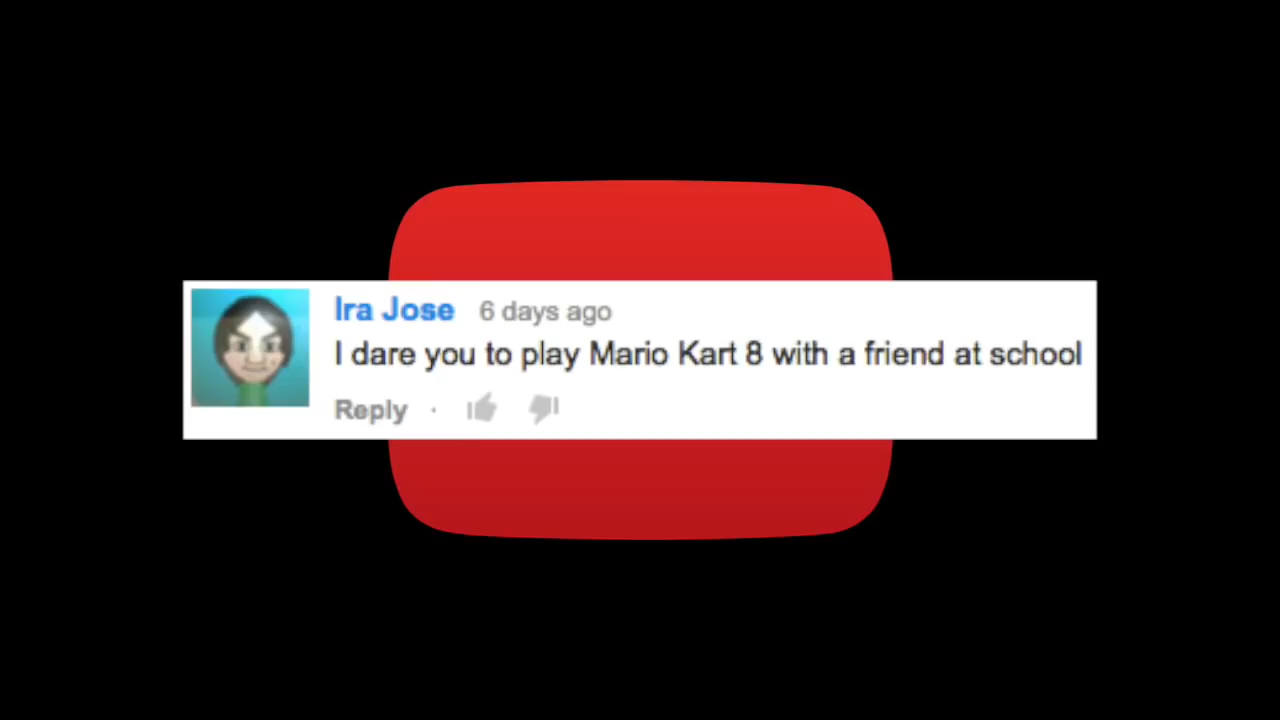 Ira Jose 6 days ago
I dare you to play Mario Kart 8 with a friend at school
Reply ·